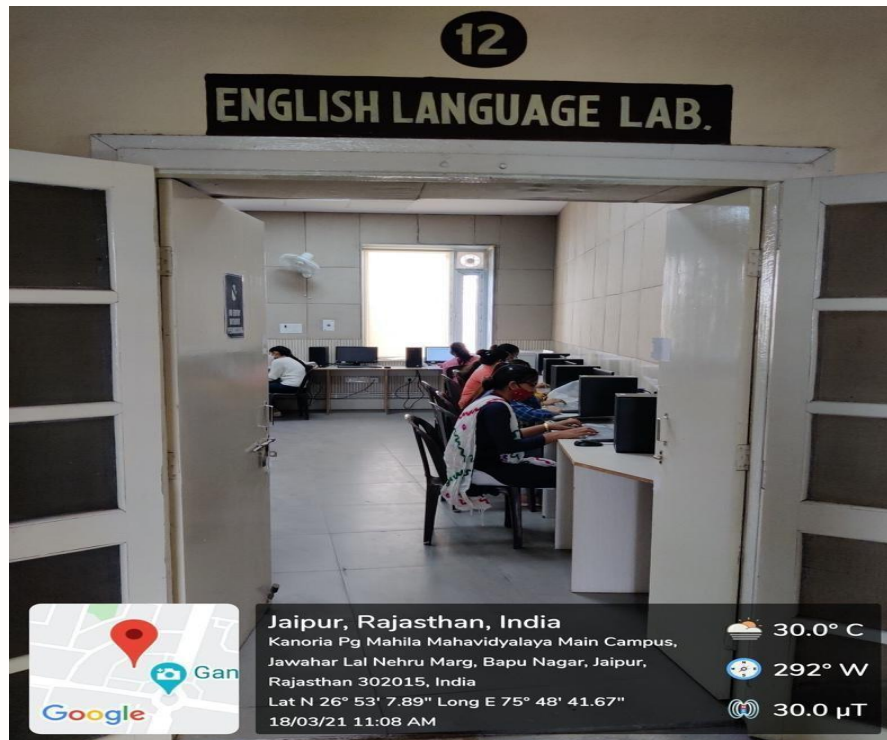 12
ENGLISH LANGUAGE LAB.
Jaipur, Rajasthan, India
Kanoria Pg Mahila Mahavidyalaya Main Campus,
Jawahar Lal Nehru Marg, Bapu Nagar, Jaipur,
Rajasthan 302015, India
Lat N 26° 53' 7.89" Long E 75° 48' 41.67"
18/03/21 11:08 AM
30.0° C
292° W
30.0 µT
Gan
Google